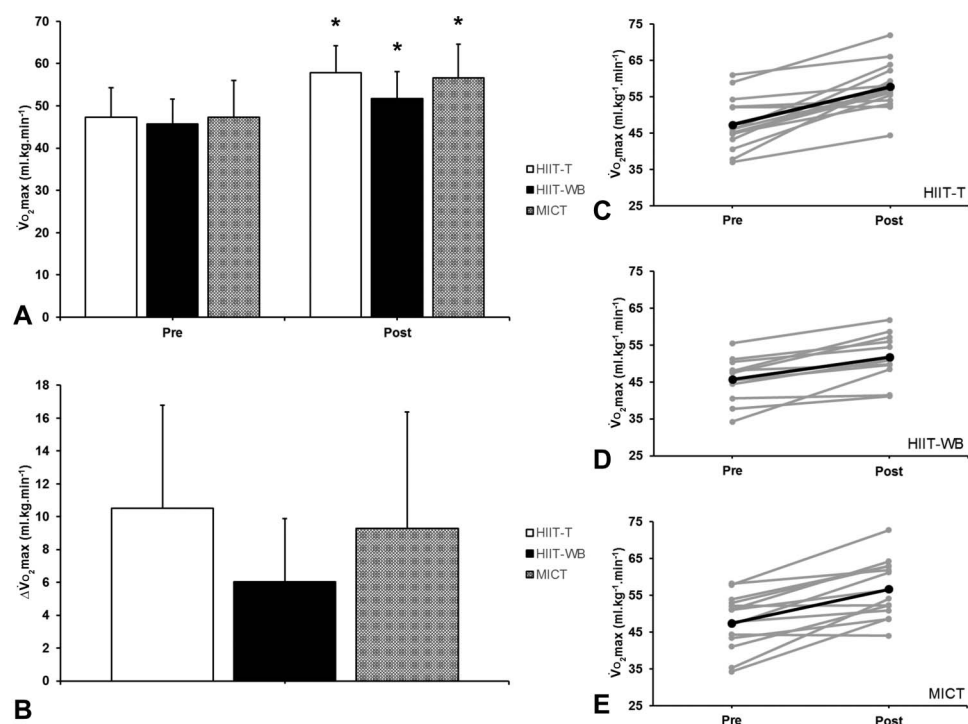 70
60
50
40
30
20
10
0
V̇O₂max (ml.kg.min⁻¹)
* * *
Pre Post
A
HIIT-T
HIIT-WB
MICT
18
16
14
12
10
8
6
4
2
0
ΔV̇O₂max (ml.kg.min⁻¹)
B
HIIT-T
HIIT-WB
MICT
75
65
55
45
35
25
V̇O₂max (ml.kg⁻¹.min⁻¹)
Pre Post
C
HIIT-T
75
65
55
45
35
25
V̇O₂max (ml.kg⁻¹.min⁻¹)
Pre Post
D
HIIT-WB
75
65
55
45
35
25
V̇O₂max (ml.kg⁻¹.min⁻¹)
Pre Post
E
MICT